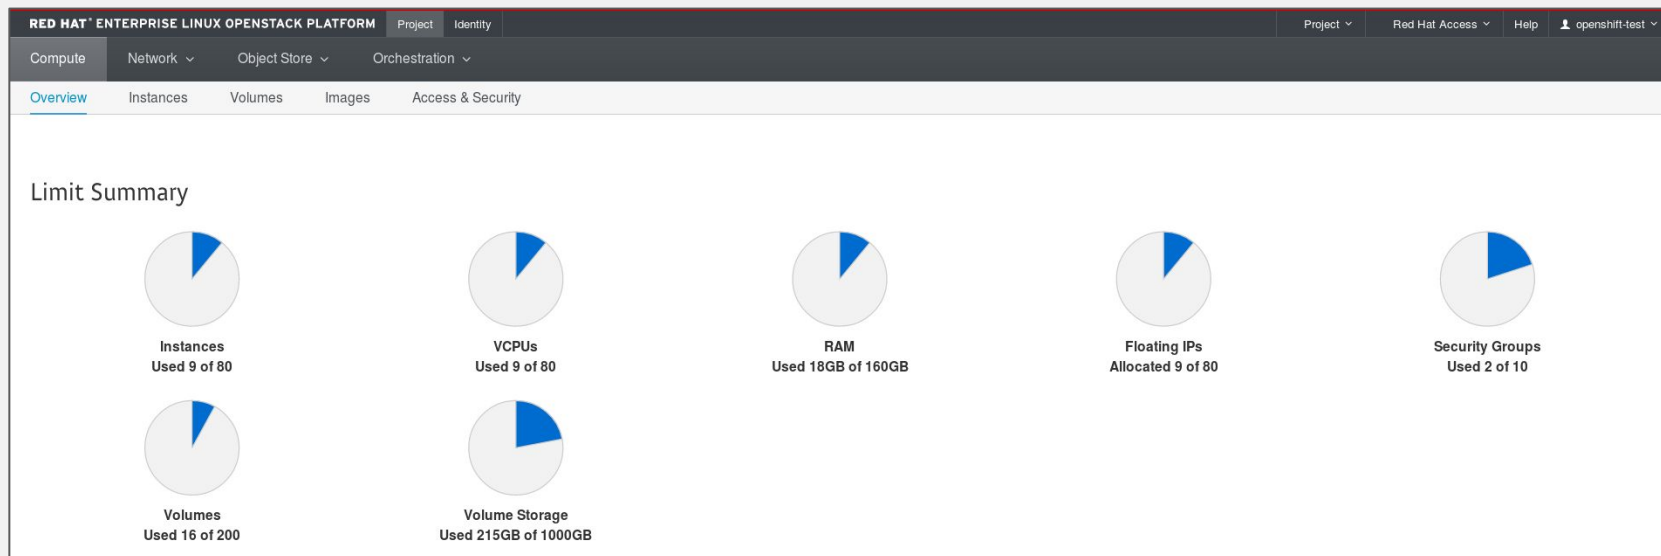 RED HAT® ENTERPRISE LINUX OPENSTACK PLATFORM Project Identity Project Red Hat Access Help openshift-test
Compute Network Object Store Orchestration
Overview Instances Volumes Images Access & Security
Limit Summary
Instances VCPUs RAM Floating IPs Security Groups
Used 9 of 80 Used 9 of 80 Used 18GB of 160GB Allocated 9 of 80 Used 2 of 10
Volumes Volume Storage
Used 16 of 200 Used 215GB of 1000GB